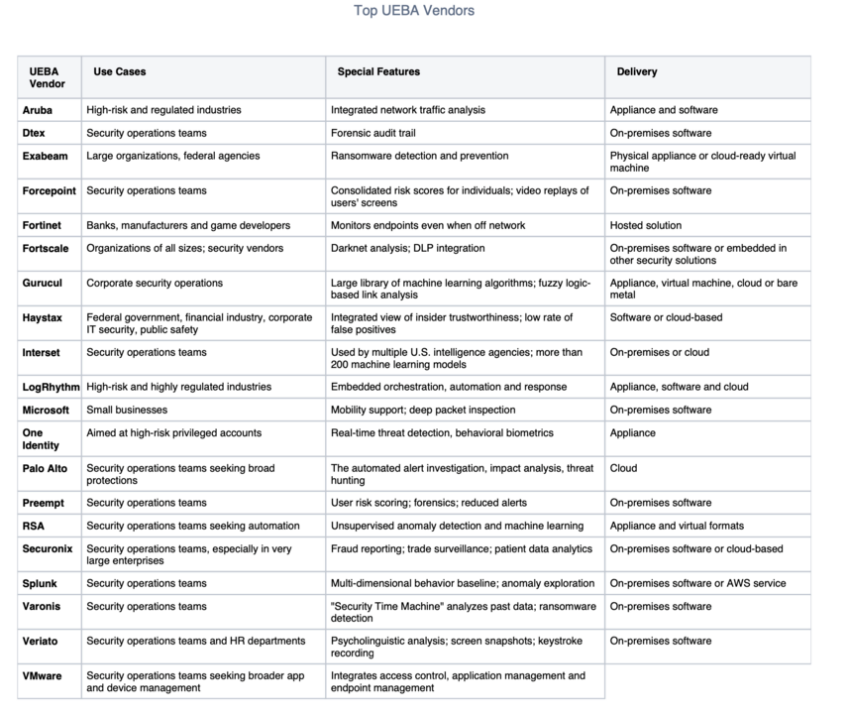 Top UEBA Vendors
UEBA Vendor | Use Cases | Special Features | Delivery
Aruba | High-risk and regulated industries | Integrated network traffic analysis | Appliance and software
Dtex | Security operations teams | Forensic audit trail | On-premises software
Exabeam | Large organizations, federal agencies | Ransomware detection and prevention | Physical appliance or cloud-ready virtual machine
Forcepoint | Security operations teams | Consolidated risk scores for individuals; video replays of users' screens | On-premises software
Fortinet | Banks, manufacturers and game developers | Monitors endpoints even when off network | Hosted solution
Fortscale | Organizations of all sizes; security vendors | Darknet analysis; DLP integration | On-premises software or embedded in other security solutions
Gurucul | Corporate security operations | Large library of machine learning algorithms; fuzzy logic-based link analysis | Appliance, virtual machine, cloud or bare metal
Haystax | Federal government, financial industry, corporate IT security, public safety | Integrated view of insider trustworthiness; low rate of false positives | Software or cloud-based
Interset | Security operations teams | Used by multiple U.S. intelligence agencies; more than 200 machine learning models | On-premises or cloud
LogRhythm | High-risk and highly regulated industries | Embedded orchestration, automation and response | Appliance, software and cloud
Microsoft | Small businesses | Mobility support; deep packet inspection | On-premises software
One Identity | Aimed at high-risk privileged accounts | Real-time threat detection, behavioral biometrics | Appliance
Palo Alto | Security operations teams seeking broad protections | The automated alert investigation, impact analysis, threat hunting | Cloud
Preempt | Security operations teams | User risk scoring; forensics; reduced alerts | On-premises software
RSA | Security operations teams seeking automation | Unsupervised anomaly detection and machine learning | Appliance and virtual formats
Securonix | Security operations teams, especially in very large enterprises | Fraud reporting; trade surveillance; patient data analytics | On-premises software or cloud-based
Splunk | Security operations teams | Multi-dimensional behavior baseline; anomaly exploration | On-premises software or AWS service
Varonis | Security operations teams | "Security Time Machine" analyzes past data; ransomware detection | On-premises software
Veriato | Security operations teams and HR departments | Psycholinguistic analysis; screen snapshots; keystroke recording | On-premises software
VMware | Security operations teams seeking broader app and device management | Integrates access control, application management and endpoint management